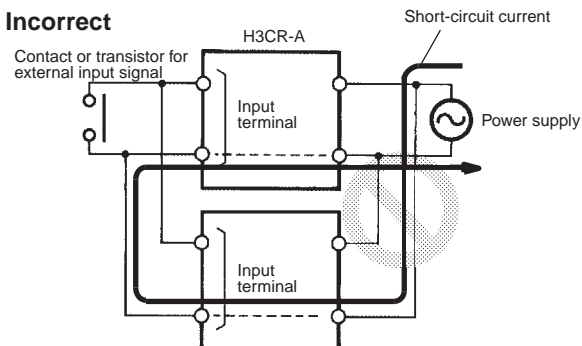 Incorrect
Short-circuit current
H3CR-A
Contact or transistor for
external input signal
Input
terminal
Power supply
Input
terminal